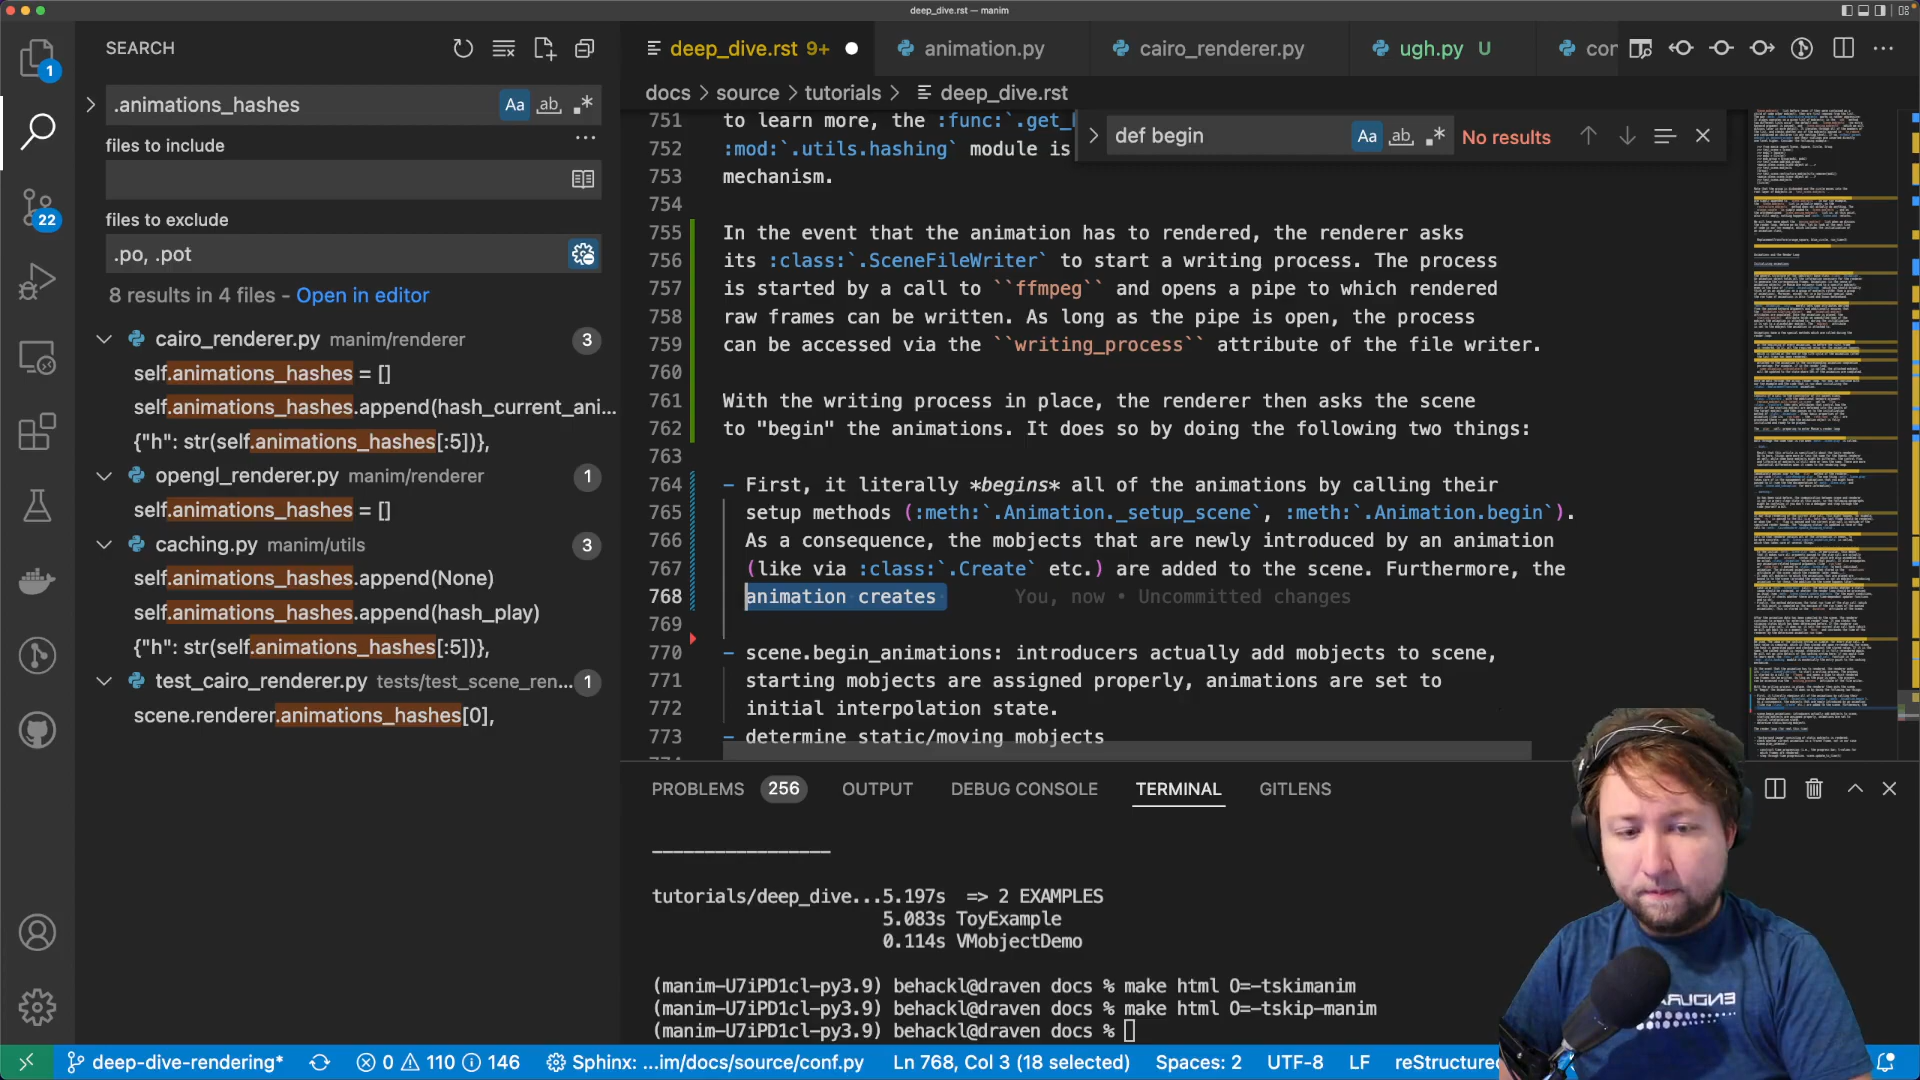 deep_dive.rst — manim
SEARCH
deep_dive.rst 9+
animation.py
cairo_renderer.py
ugh.py U
cor
1
.animations_hashes
Aa
ab
files to include
files to exclude
.po, .pot
22
8 results in 4 files - Open in editor
cairo_renderer.py manim/renderer 3
self.animations_hashes = []
self.animations_hashes.append(hash_current_ani...
{"h": str(self.animations_hashes[:5])},
opengl_renderer.py manim/renderer 1
self.animations_hashes = []
caching.py manim/utils 3
self.animations_hashes.append(None)
self.animations_hashes.append(hash_play)
{"h": str(self.animations_hashes[:5])},
test_cairo_renderer.py tests/test_scene_ren... 1
scene.renderer.animations_hashes[0],
docs > source > tutorials > deep_dive.rst
def begin
Aa
ab
No results
751 to learn more, the :func:`.get_
752 :mod:`.utils.hashing` module is
753 mechanism.
754
755 In the event that the animation has to rendered, the renderer asks
756 its :class:`.SceneFileWriter` to start a writing process. The process
757 is started by a call to ``ffmpeg`` and opens a pipe to which rendered
758 raw frames can be written. As long as the pipe is open, the process
759 can be accessed via the ``writing_process`` attribute of the file writer.
760
761 With the writing process in place, the renderer then asks the scene
762 to "begin" the animations. It does so by doing the following two things:
763
764 – First, it literally *begins* all of the animations by calling their
765 setup methods (:meth:`.Animation._setup_scene`, :meth:`.Animation.begin`).
766 As a consequence, the mobjects that are newly introduced by an animation
767 (like via :class:`.Create` etc.) are added to the scene. Furthermore, the
768 animation creates You, now • Uncommitted changes
769
770 – scene.begin_animations: introducers actually add mobjects to scene,
771 starting mobjects are assigned properly, animations are set to
772 initial interpolation state.
773 – determine static/moving mobjects
PROBLEMS 256 OUTPUT DEBUG CONSOLE TERMINAL GITLENS
tutorials/deep_dive...5.197s => 2 EXAMPLES
5.083s ToyExample
0.114s VMobjectDemo
(manim-U7iPD1cl-py3.9) behackl@draven docs % make html O=-tskimanim
(manim-U7iPD1cl-py3.9) behackl@draven docs % make html O=-tskip-manim
(manim-U7iPD1cl-py3.9) behackl@draven docs %
deep-dive-rendering* 0 110 146 Sphinx: ...im/docs/source/conf.py Ln 768, Col 3 (18 selected) Spaces: 2 UTF-8 LF reStructure